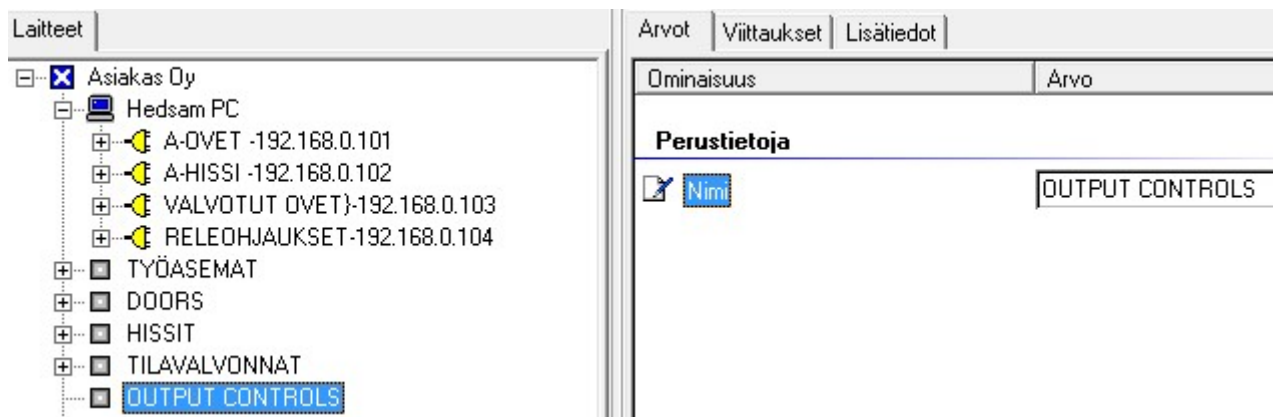 Laitteet
Asiakas Oy
Hedsam PC
A-OVET -192.168.0.101
A-HISSI -192.168.0.102
VALVOTUT OVET}-192.168.0.103
RELEOHJAUKSET-192.168.0.104
TYÖASEMAT
DOORS
HISSIT
TILAVALVONNAT
OUTPUT CONTROLS
Arvot Viittaukset Lisätiedot
Ominaisuus Arvo
Perustietoja
Nimi OUTPUT CONTROLS